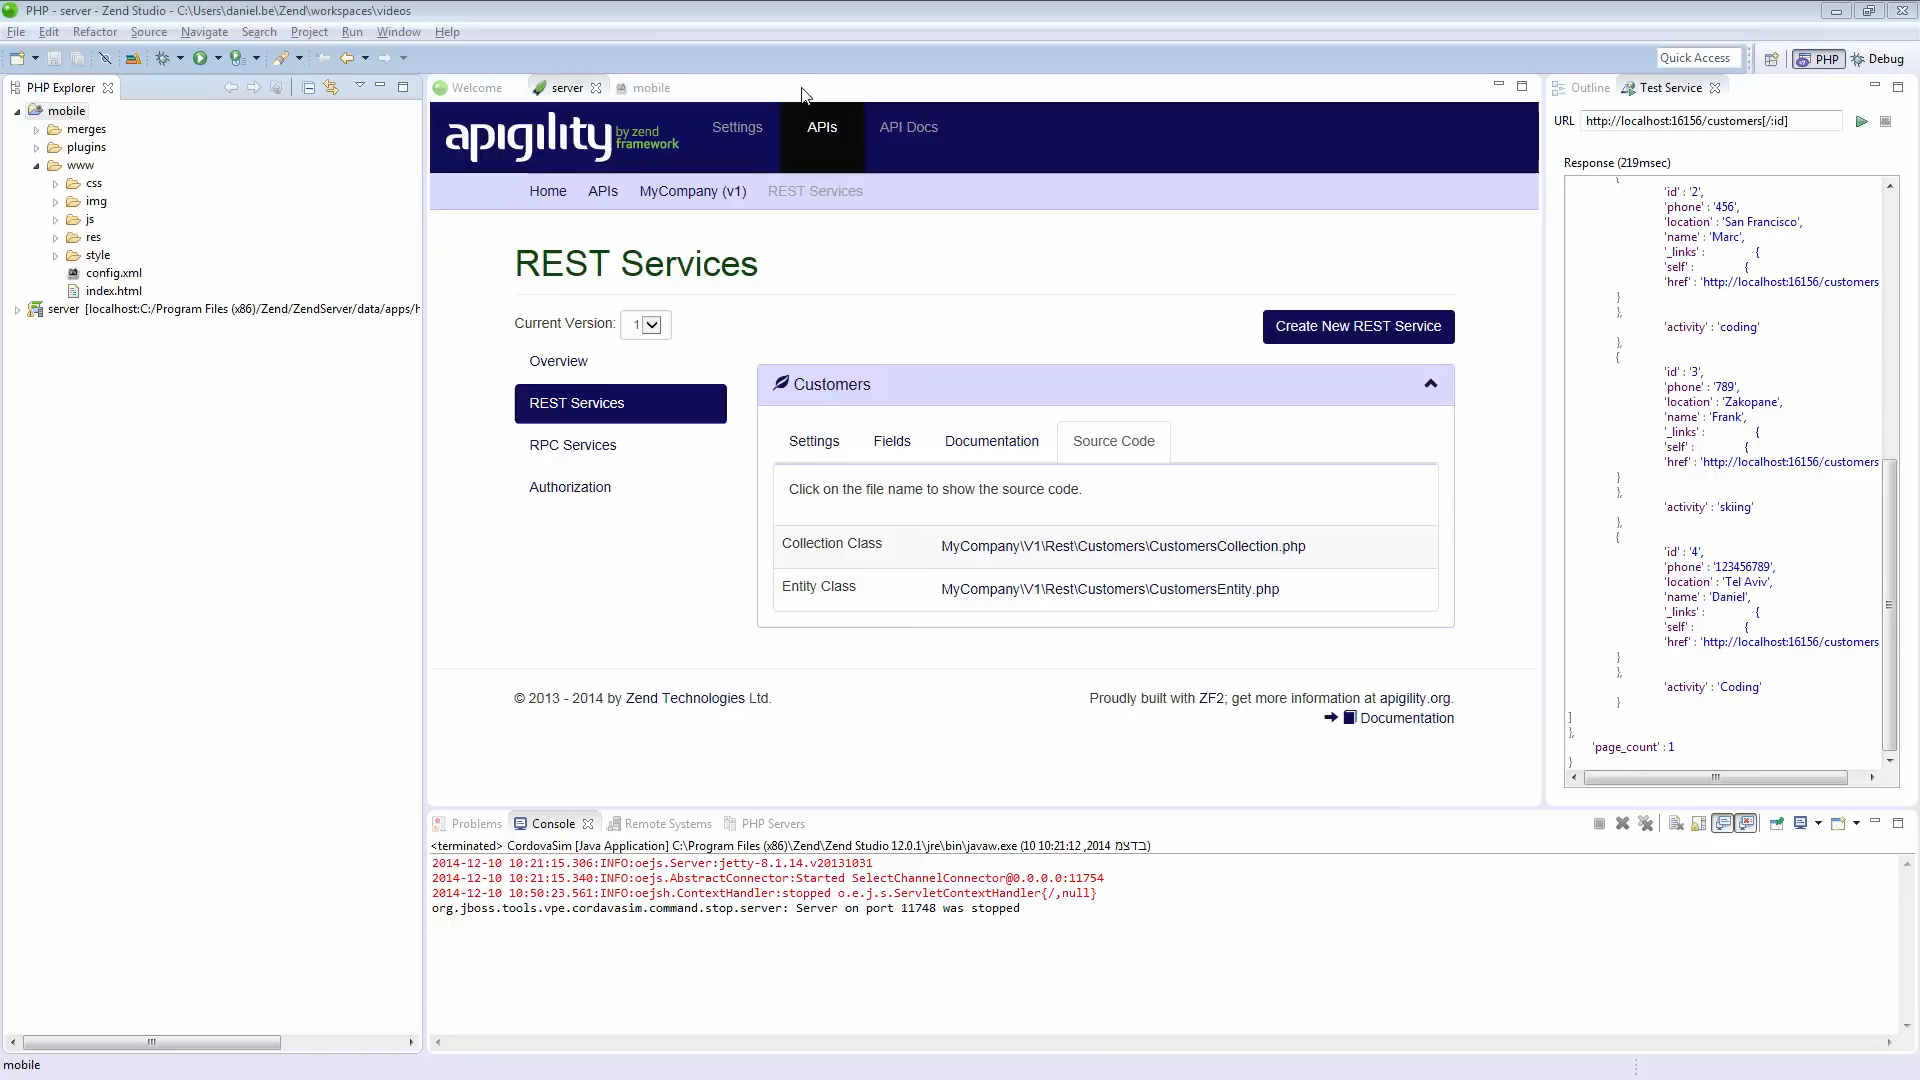 PHP - server - Zend Studio - C:\Users\daniel.be\Zend\workspaces\videos
File Edit Refactor Source Navigate Search Project Run Window Help
Quick Access PHP Debug
PHP Explorer
mobile
merges
plugins
www
css
img
js
res
style
config.xml
index.html
server [localhost:C:/Program Files (x86)/Zend/ZendServer/data/apps/h
Welcome server mobile
apigility by zend framework
Settings APIs API Docs
Home APIs MyCompany (v1) REST Services
REST Services
Current Version: 1
Create New REST Service
Overview
REST Services
RPC Services
Authorization
Customers
Settings Fields Documentation Source Code
Click on the file name to show the source code.
Collection Class MyCompany\V1\Rest\Customers\CustomersCollection.php
Entity Class MyCompany\V1\Rest\Customers\CustomersEntity.php
© 2013 - 2014 by Zend Technologies Ltd.
Proudly built with ZF2; get more information at apigility.org.
Documentation
Outline Test Service
URL http://localhost:16156/customers[/:id]
Response (219msec)
{
'id' : '2',
'phone' : '456',
'location' : 'San Francisco',
'name' : 'Marc',
'_links' : {
'self' : {
'href' : 'http://localhost:16156/customers
}
},
'activity' : 'coding'
},
{
'id' : '3',
'phone' : '789',
'location' : 'Zakopane',
'name' : 'Frank',
'_links' : {
'self' : {
'href' : 'http://localhost:16156/customers
}
},
'activity' : 'skiing'
},
{
'id' : '4',
'phone' : '123456789',
'location' : 'Tel Aviv',
'name' : 'Daniel',
'_links' : {
'self' : {
'href' : 'http://localhost:16156/customers
}
},
'activity' : 'Coding'
}
]
},
'page_count' : 1
}
Problems Console Remote Systems PHP Servers
<terminated> CordovaSim [Java Application] C:\Program Files (x86)\Zend\Zend Studio 12.0.1\jre\bin\javaw.exe (10 10:21:12 ,2014 בדצמ)
2014-12-10 10:21:15.306:INFO:oejs.Server:jetty-8.1.14.v20131031
2014-12-10 10:21:15.340:INFO:oejs.AbstractConnector:Started SelectChannelConnector@0.0.0.0:11754
2014-12-10 10:50:23.561:INFO:oejsh.ContextHandler:stopped o.e.j.s.ServletContextHandler{/,null}
org.jboss.tools.vpe.cordavasim.command.stop.server: Server on port 11748 was stopped
mobile